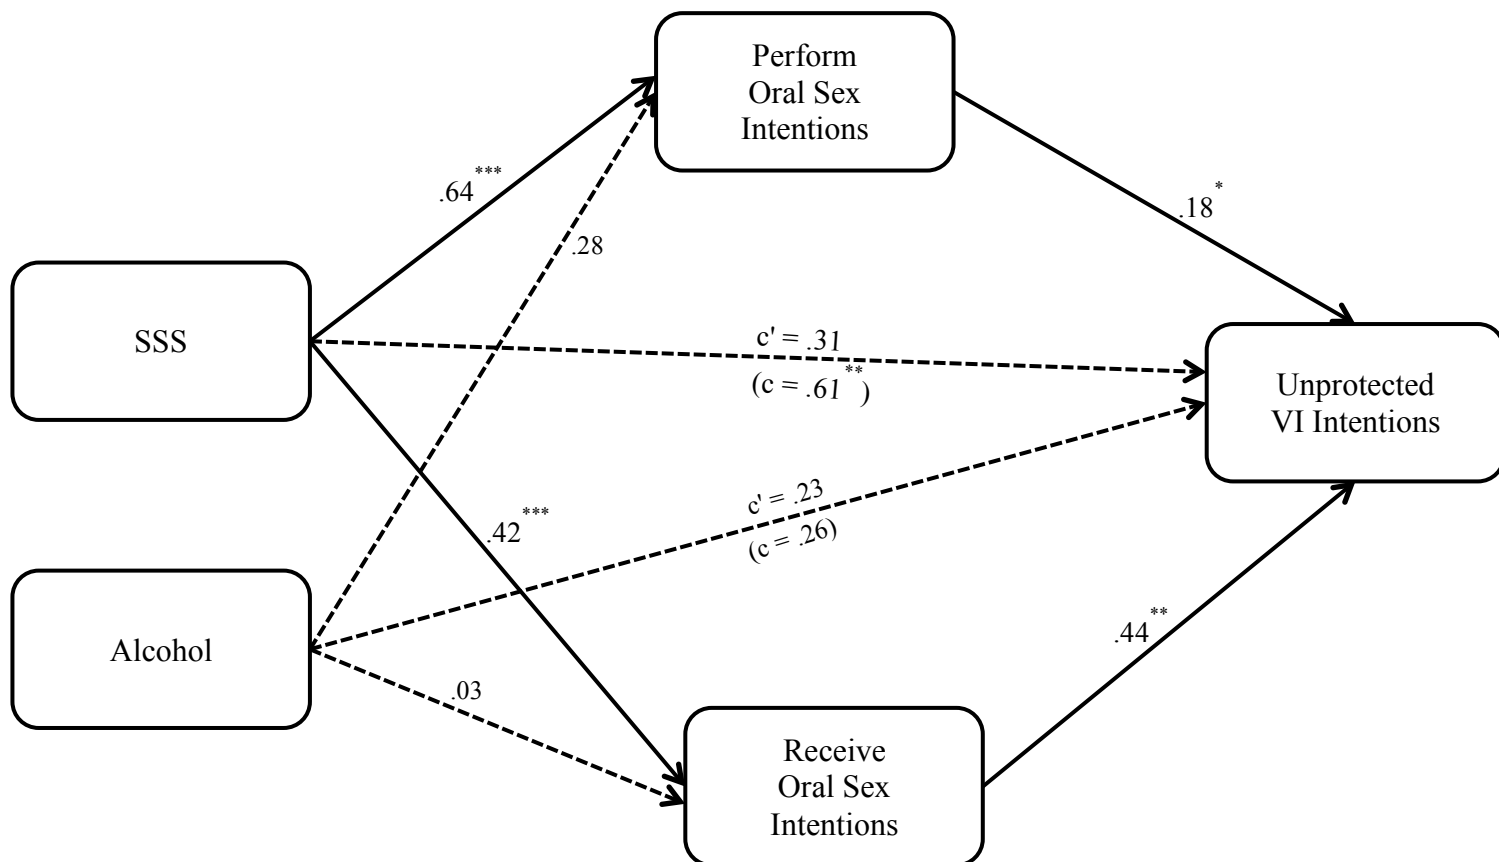 Perform
Oral Sex
Intentions
.64***
.18*
.28
SSS
c' = .31
(c = .61**)
Unprotected
VI Intentions
c' = .23
(c = .26)
.42***
Alcohol
.44**
.03
Receive
Oral Sex
Intentions